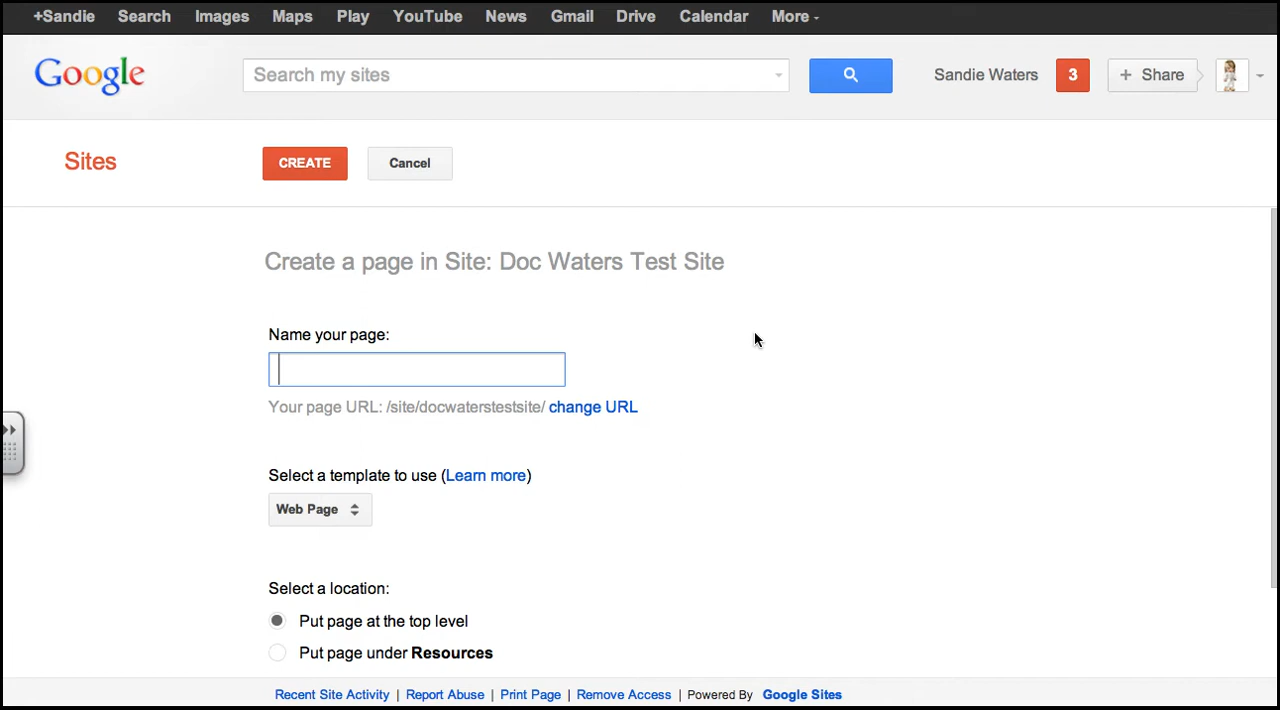 +Sandie Search Images Maps Play YouTube News Gmail Drive Calendar More
Google
Search my sites
Sandie Waters
3
+ Share
Sites
CREATE
Cancel
Create a page in Site: Doc Waters Test Site
Name your page:
Your page URL: /site/docwaterstestsite/ change URL
Select a template to use (Learn more)
Web Page
Select a location:
Put page at the top level
Put page under Resources
Recent Site Activity | Report Abuse | Print Page | Remove Access | Powered By Google Sites